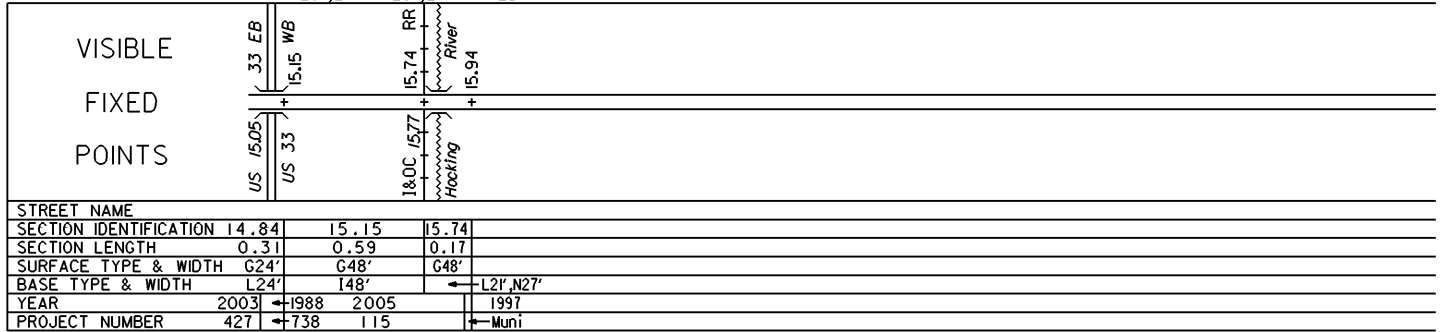 VISIBLE
FIXED
POINTS
33 EB
WB
15.15
15.74 RR
River
15.94
US 15.05
US 33
I&OC 15.77
Hocking
STREET NAME
SECTION IDENTIFICATION 14.84 15.15 15.74
SECTION LENGTH 0.31 0.59 0.17
SURFACE TYPE & WIDTH G24' G48' G48'
BASE TYPE & WIDTH L24' I48' L21',N27'
YEAR 2003 1988 2005 1997
PROJECT NUMBER 427 738 115 Muni